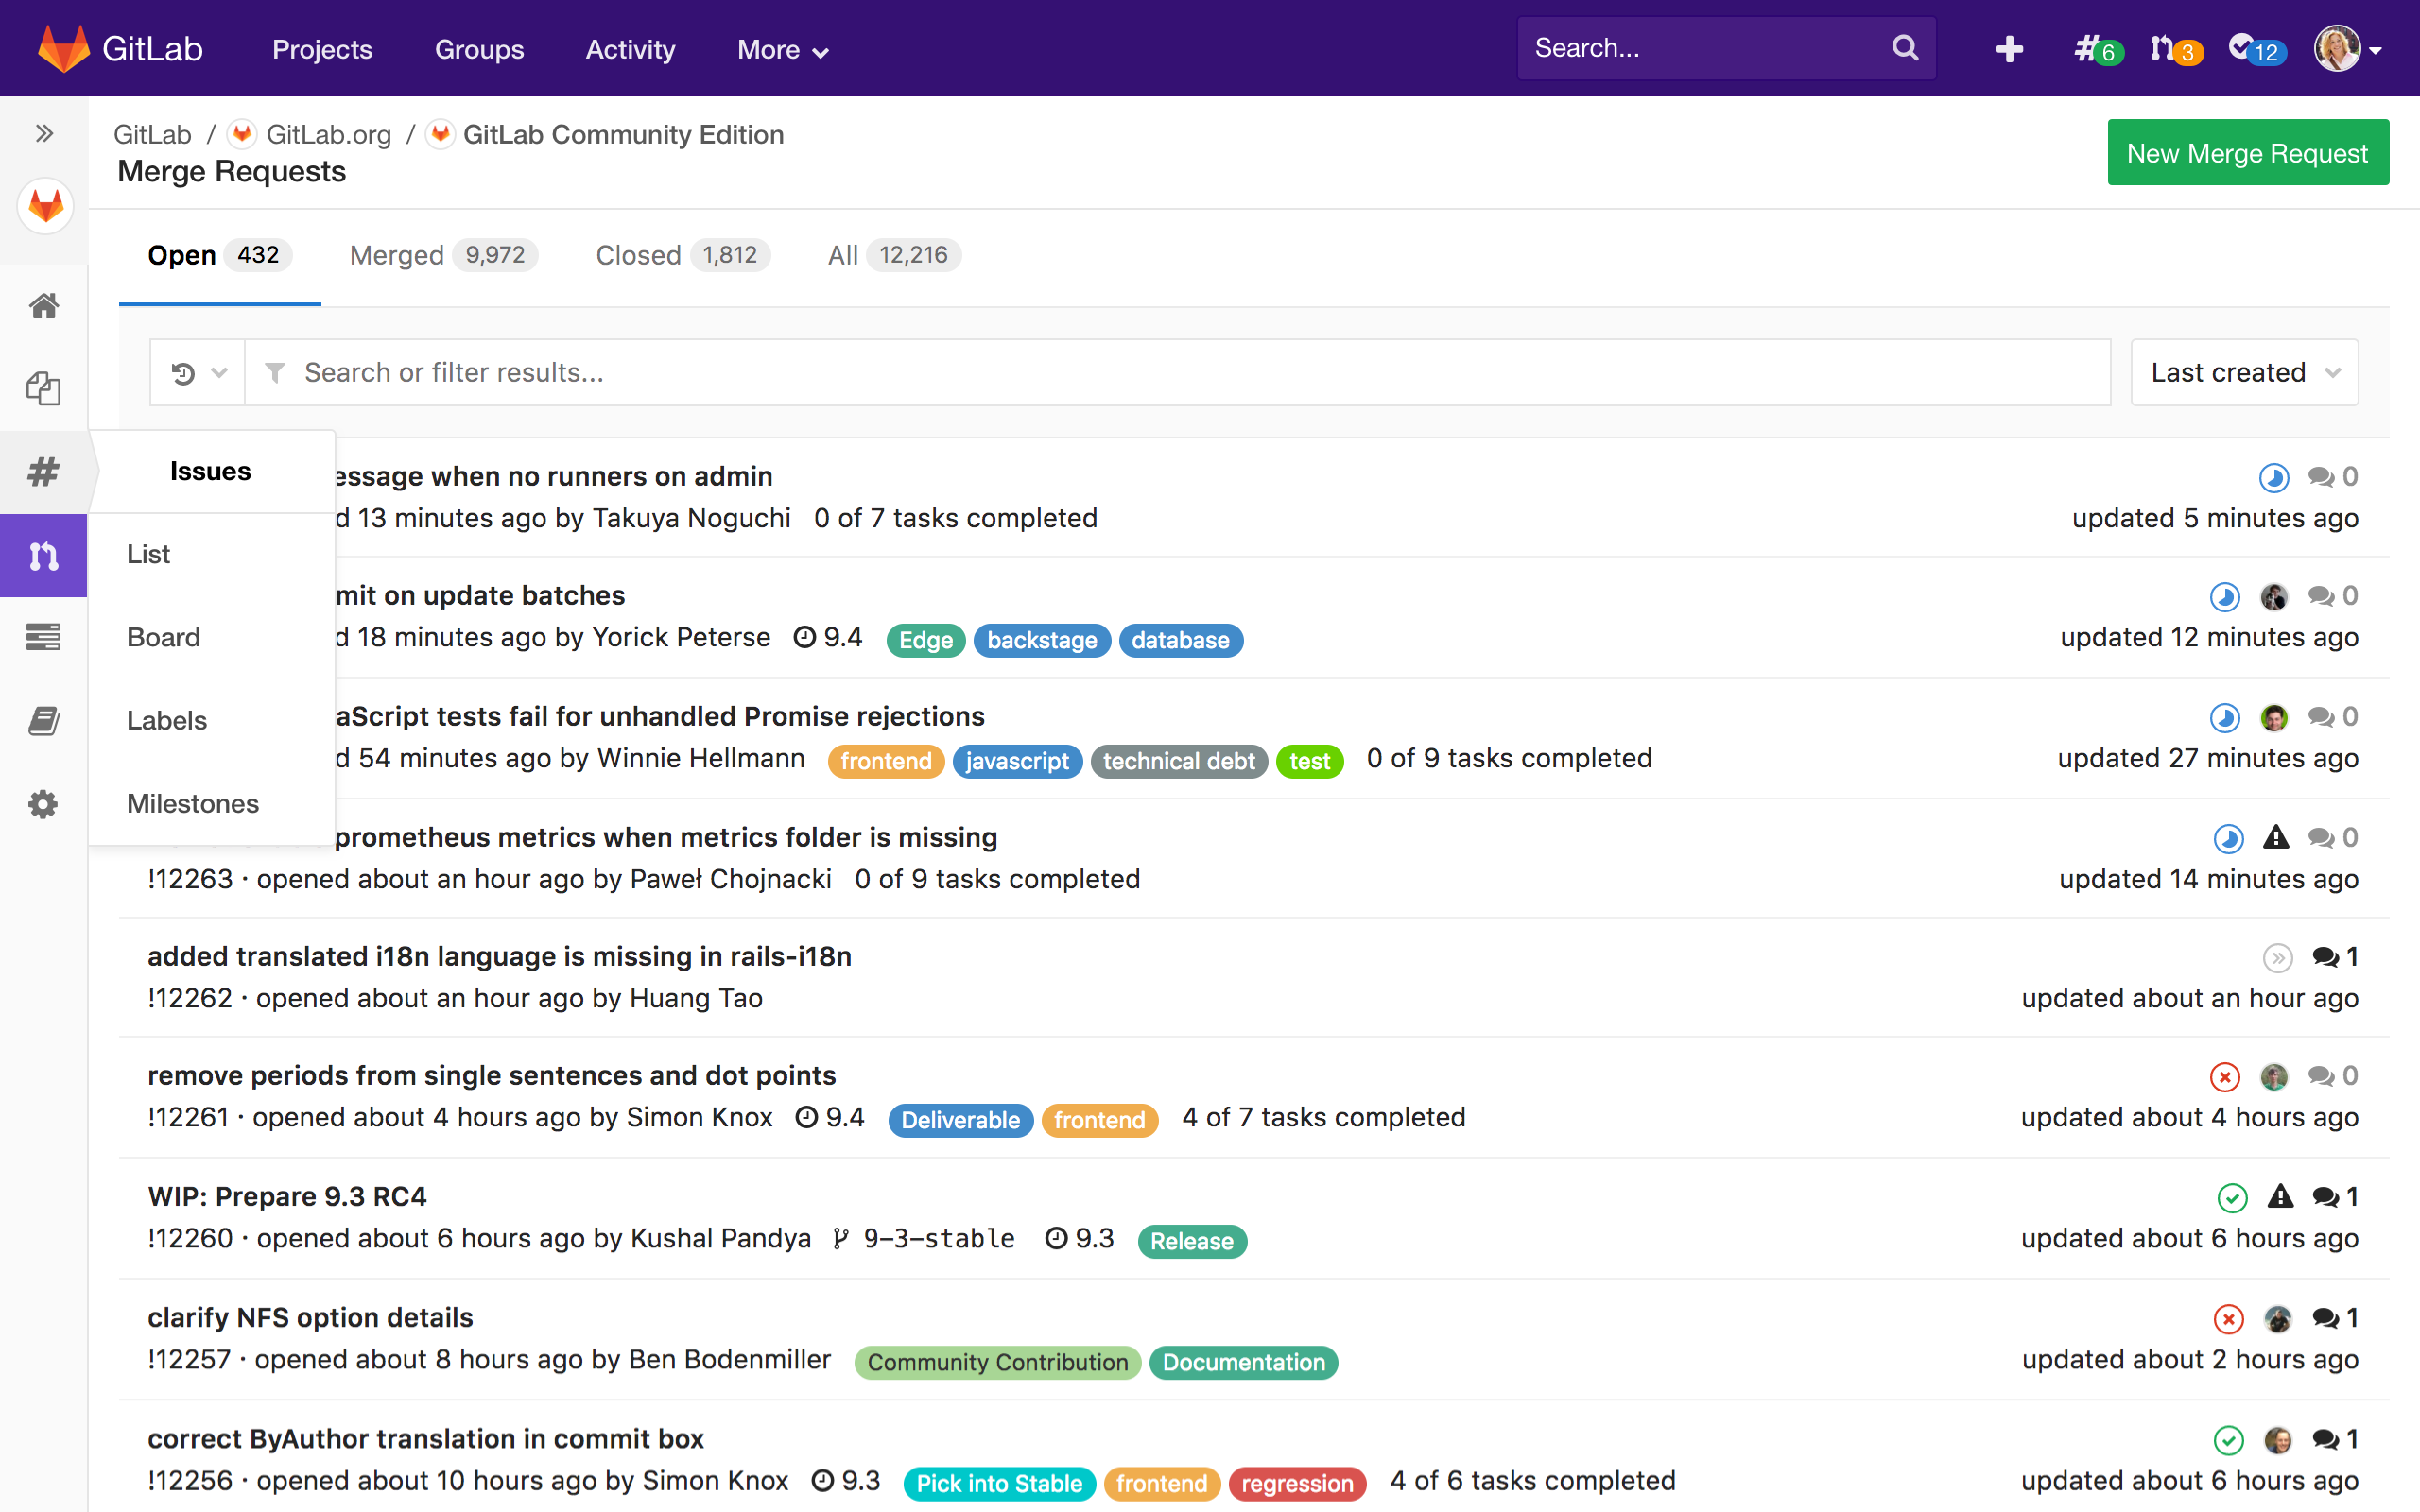 GitLab Projects Groups Activity More Search... 6 3 12
GitLab / GitLab.org / GitLab Community Edition
Merge Requests
New Merge Request
Open 432 Merged 9,972 Closed 1,812 All 12,216
Search or filter results... Last created
Issues
List
Board
Labels
Milestones
essage when no runners on admin 0
d 13 minutes ago by Takuya Noguchi 0 of 7 tasks completed updated 5 minutes ago
mit on update batches 0
d 18 minutes ago by Yorick Peterse 9.4 Edge backstage database updated 12 minutes ago
aScript tests fail for unhandled Promise rejections 0
d 54 minutes ago by Winnie Hellmann frontend javascript technical debt test 0 of 9 tasks completed updated 27 minutes ago
prometheus metrics when metrics folder is missing 0
!12263 · opened about an hour ago by Paweł Chojnacki 0 of 9 tasks completed updated 14 minutes ago
added translated i18n language is missing in rails-i18n 1
!12262 · opened about an hour ago by Huang Tao updated about an hour ago
remove periods from single sentences and dot points 0
!12261 · opened about 4 hours ago by Simon Knox 9.4 Deliverable frontend 4 of 7 tasks completed updated about 4 hours ago
WIP: Prepare 9.3 RC4 1
!12260 · opened about 6 hours ago by Kushal Pandya 9-3-stable 9.3 Release updated about 6 hours ago
clarify NFS option details 1
!12257 · opened about 8 hours ago by Ben Bodenmiller Community Contribution Documentation updated about 2 hours ago
correct ByAuthor translation in commit box 1
!12256 · opened about 10 hours ago by Simon Knox 9.3 Pick into Stable frontend regression 4 of 6 tasks completed updated about 6 hours ago